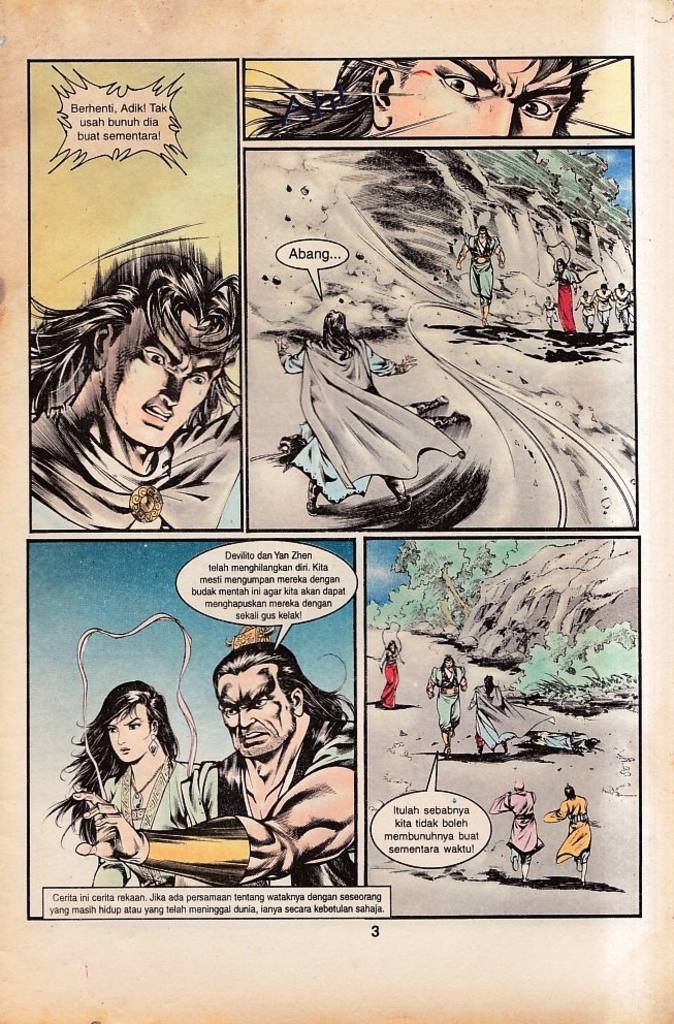 Berhenti, Adik! Tak
usah bunuh dia
buat sementara!
Ah!
Abang...
Devilito dan Yan Zhen
telah menghilangkan diri. Kita
mesti mengumpan mereka dengan
budak mentah ini agar kita akan dapat
menghapuskan mereka dengan
sekali gus kelak!
Itulah sebabnya
kita tidak boleh
membunuhnya buat
sementara waktu!
Cerita ini cerita rekaan. Jika ada persamaan tentang wataknya dengan seseorang
yang masih hidup atau yang telah meninggal dunia, ianya secara kebetulan sahaja.
3